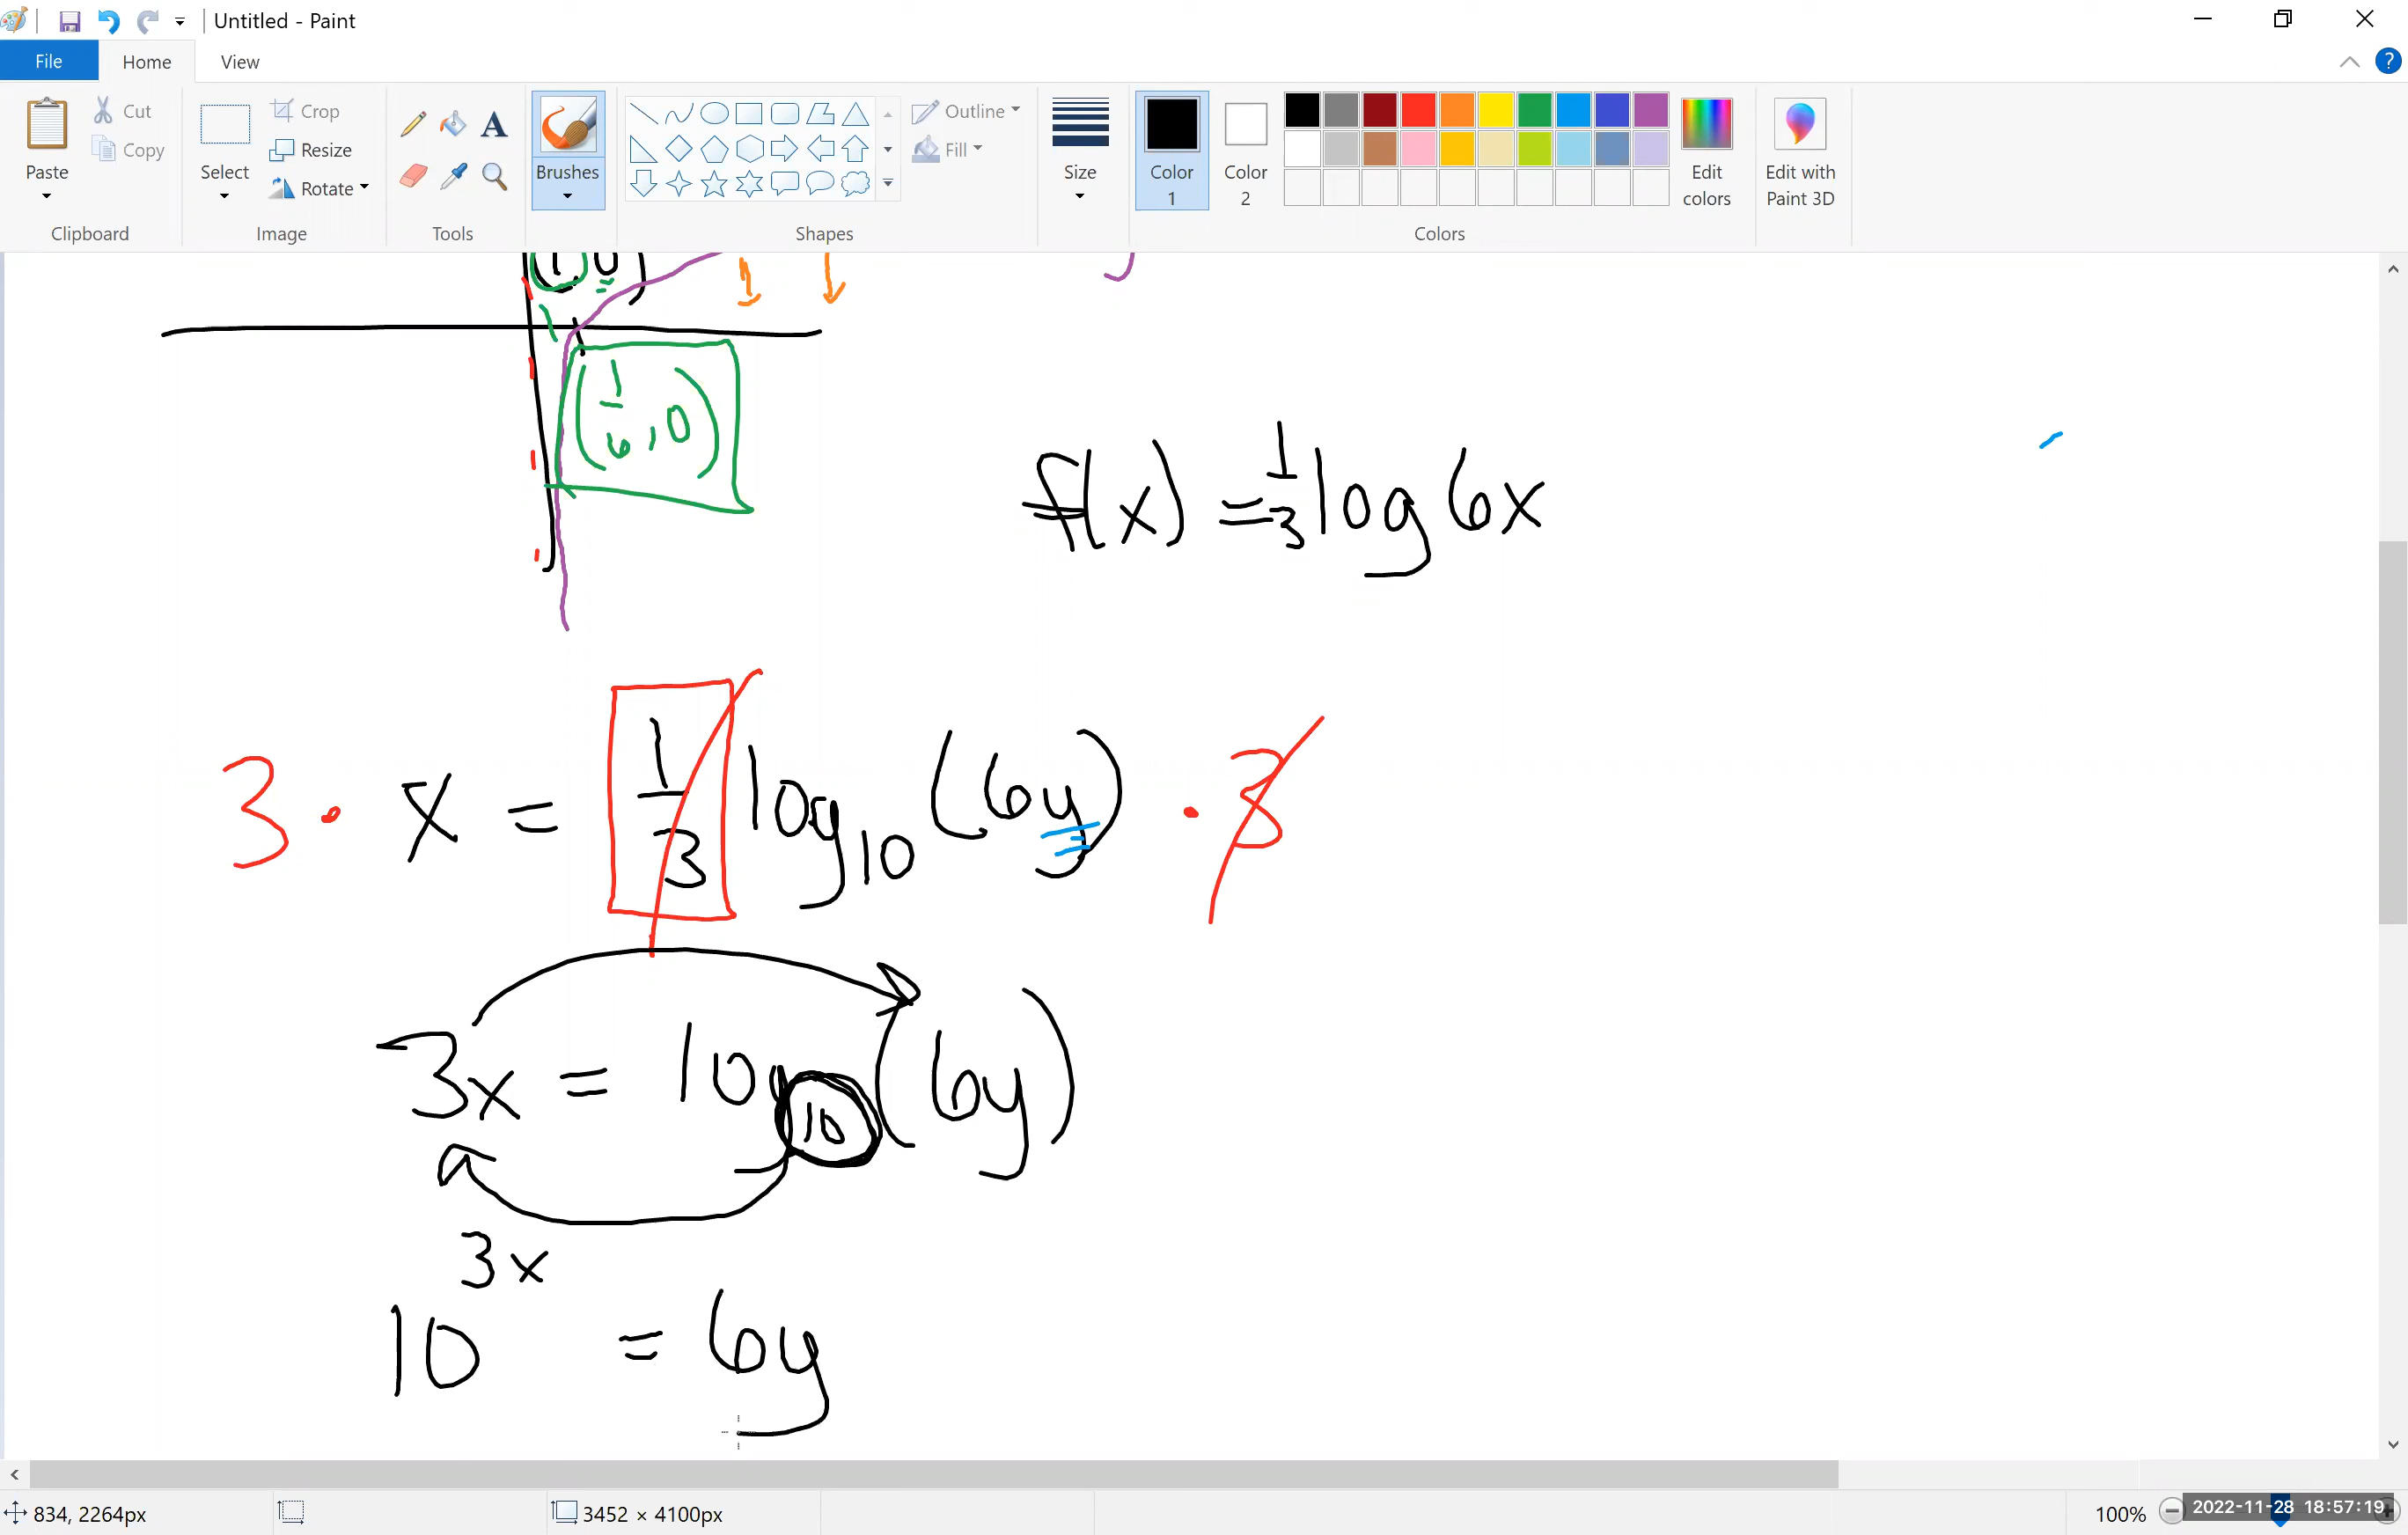 Untitled - Paint
File Home View
Paste
Cut
Copy
Clipboard
Select
Crop
Resize
Rotate
Image
A
Tools
Brushes
Shapes
Outline
Fill
Size
Color 1
Color 2
Edit colors
Edit with Paint 3D
Colors
?
(1, 0)
(1/6, 0)
f(x) = 1/3 log 6x
3 · x = 1/3 log₁₀ (6y) · 3
3x = log₁₀ (6y)
10³ˣ = 6y
834, 2264px
3452 × 4100px
100%
2022-11-28 18:57:19